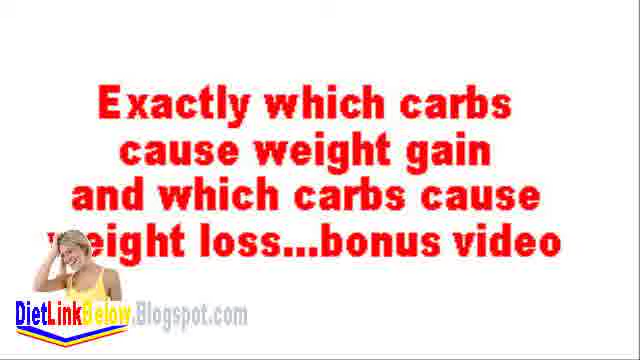 Exactly which carbs
cause weight gain
and which carbs cause
weight loss...bonus video
DietLinkBelow.Blogspot.com